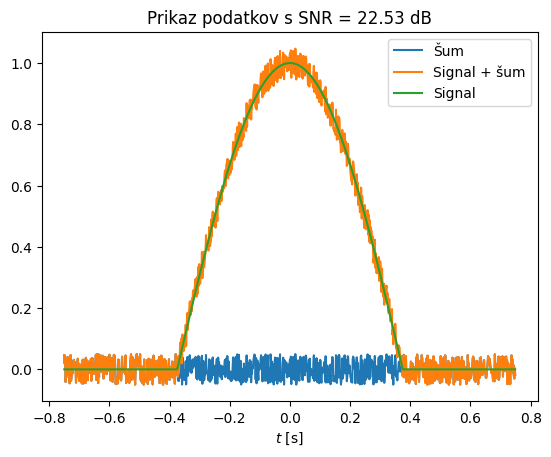 Prikaz podatkov s SNR = 22.53 dB
Šum
Signal + šum
Signal
1.0
0.8
0.6
0.4
0.2
0.0
−0.8 −0.6 −0.4 −0.2 0.0 0.2 0.4 0.6 0.8
t [s]